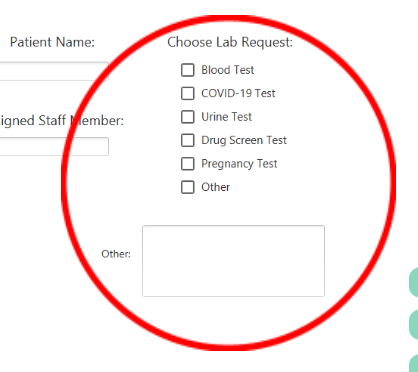 Patient Name:
Choose Lab Request:
Blood Test
COVID-19 Test
Urine Test
igned Staff Member:
Drug Screen Test
Pregnancy Test
Other
Other: